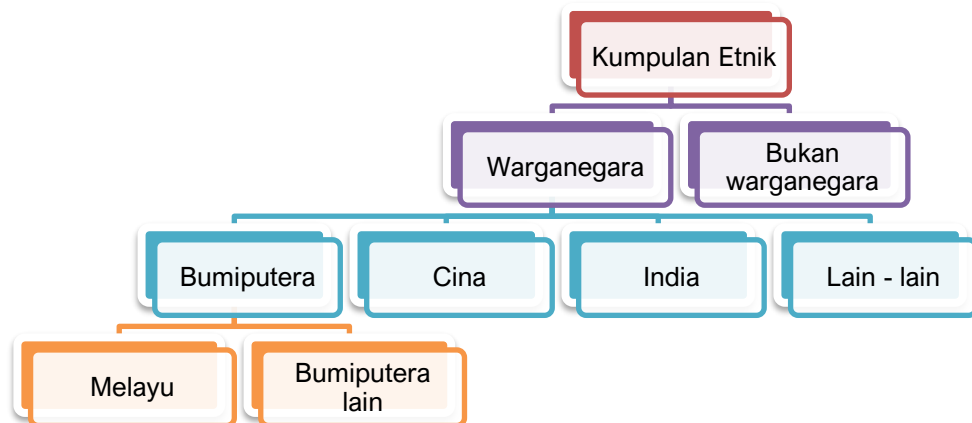 Kumpulan Etnik
Warganegara
Bukan
warganegara
Bumiputera
Cina
India
Lain - lain
Melayu
Bumiputera
lain